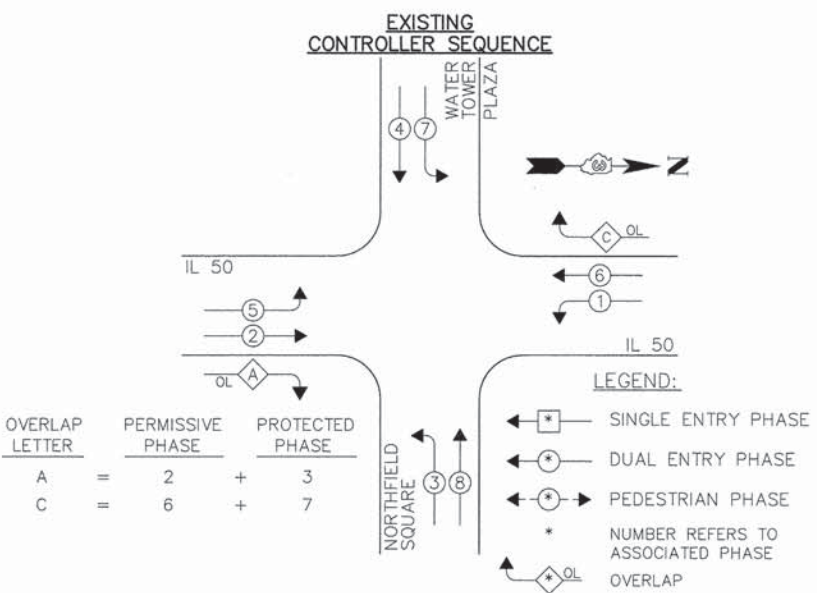 EXISTING
CONTROLLER SEQUENCE
WATER
TOWER
PLAZA
4 7
3 N
C OL
IL 50
6
5
1
2
IL 50
OL A
LEGEND:
* SINGLE ENTRY PHASE
OVERLAP LETTER PERMISSIVE PHASE PROTECTED PHASE
A = 2 + 3
C = 6 + 7
* DUAL ENTRY PHASE
NORTHFIELD
SQUARE
3 8
* PEDESTRIAN PHASE
* NUMBER REFERS TO
ASSOCIATED PHASE
* OL OVERLAP